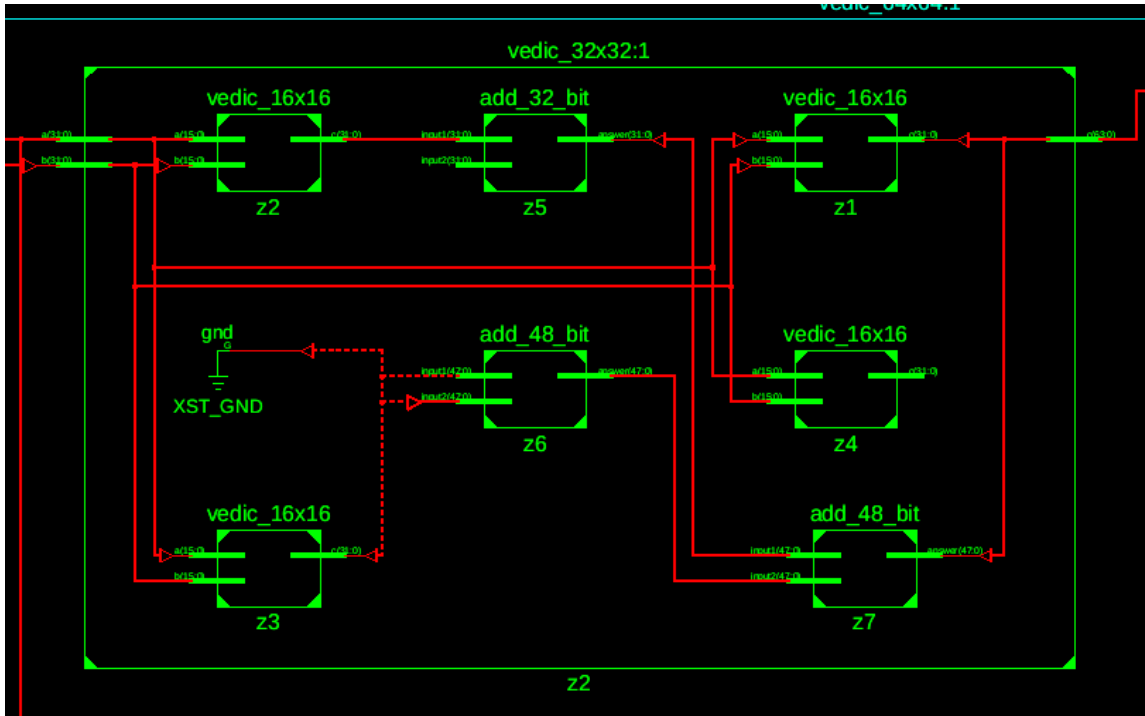 vedic_64x64:1
vedic_32x32:1
vedic_16x16
add_32_bit
vedic_16x16
a(31:0)
a(15:0)
c(31:0)
input1(31:0)
answer(31:0)
a(15:0)
c(31:0)
c(63:0)
b(31:0)
b(15:0)
input2(31:0)
b(15:0)
z2
z5
z1
gnd
G
add_48_bit
vedic_16x16
input1(47:0)
answer(47:0)
a(15:0)
c(31:0)
input2(47:0)
b(15:0)
XST_GND
z6
z4
vedic_16x16
add_48_bit
a(15:0)
c(31:0)
input1(47:0)
answer(47:0)
b(15:0)
input2(47:0)
z3
z7
z2